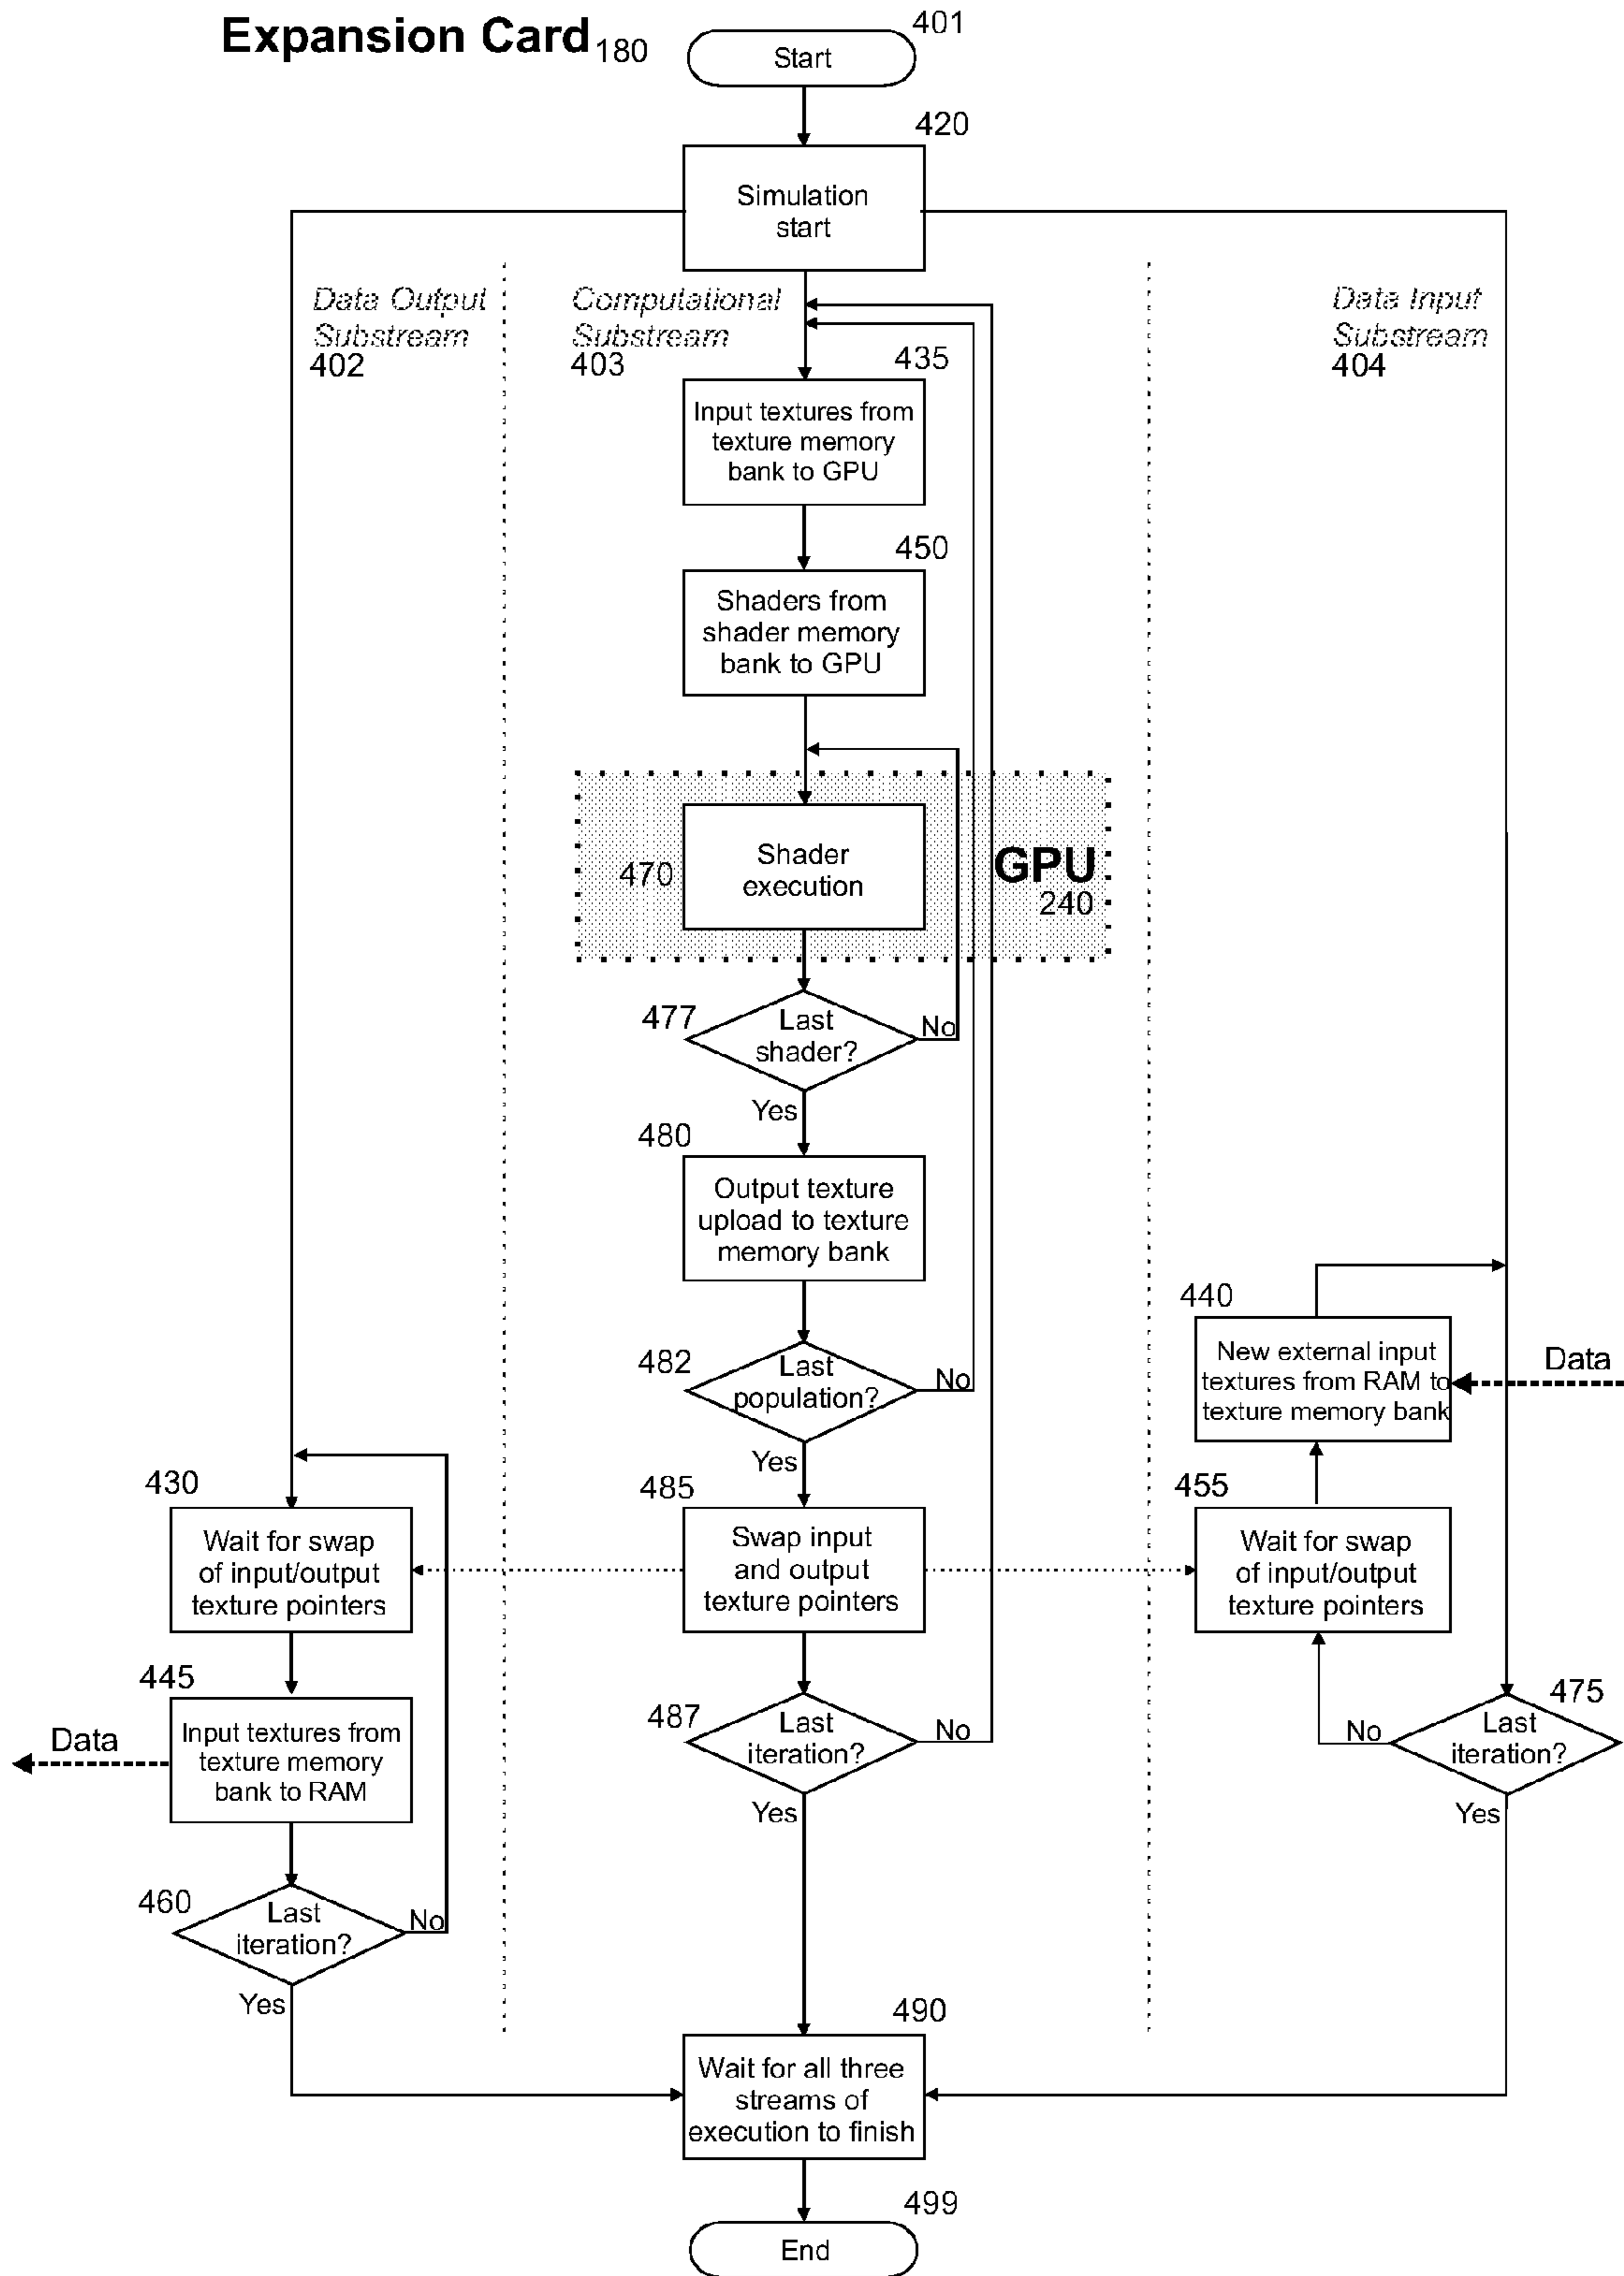 Expansion Card 180
401
Start
420
Simulation
start
Data Output
Substream
402
Computational
Substream
403
Data Input
Substream
404
435
Input textures from
texture memory
bank to GPU
450
Shaders from
shader memory
bank to GPU
470
Shader
execution
GPU
240
477
Last
shader?
No
Yes
480
Output texture
upload to texture
memory bank
482
Last
population?
No
Yes
440
New external input
textures from RAM to
texture memory bank
Data
430
Wait for swap
of input/output
texture pointers
485
Swap input
and output
texture pointers
455
Wait for swap
of input/output
texture pointers
445
Input textures from
texture memory
bank to RAM
Data
487
Last
iteration?
No
Yes
475
Last
iteration?
No
Yes
460
Last
iteration?
No
Yes
490
Wait for all three
streams of
execution to finish
499
End